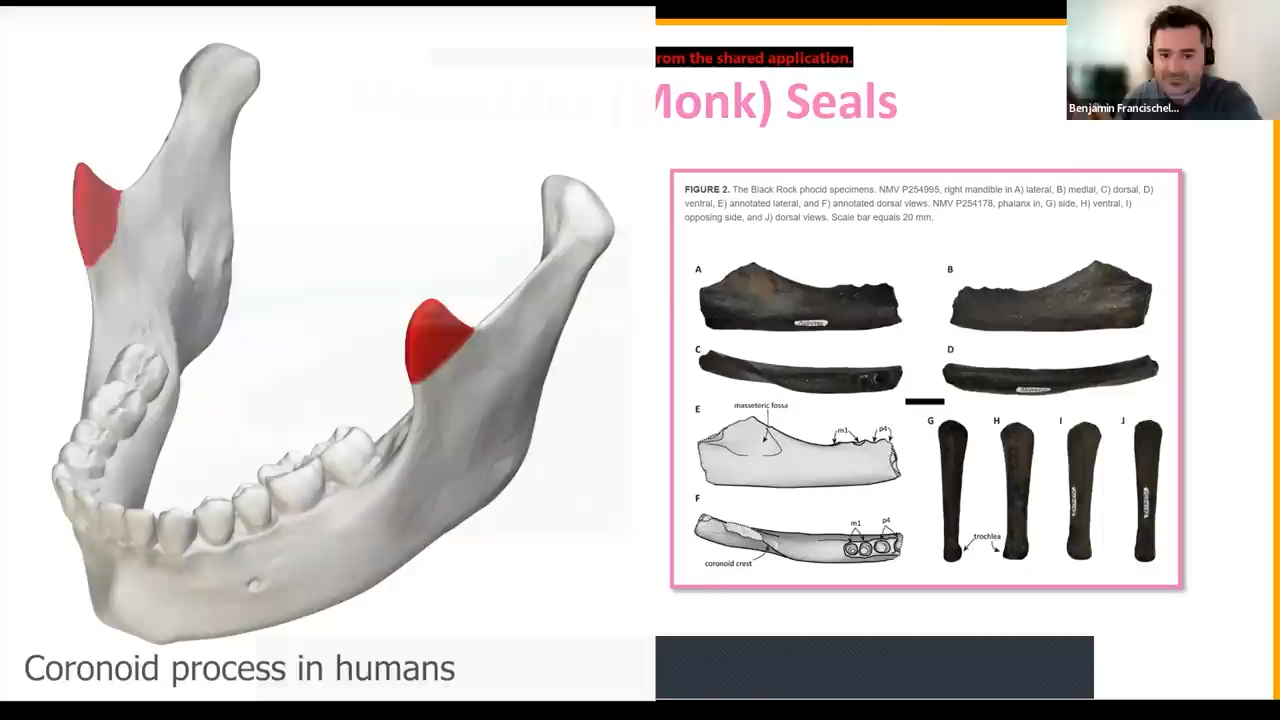 rom the shared application.
(Monk) Seals
Benjamin Francischel...
FIGURE 2. The Black Rock phocid specimens. NMV P254995, right mandible in A) lateral, B) medial, C) dorsal, D)
ventral, E) annotated lateral, and F) annotated dorsal views. NMV P254178, phalanx in, G) side, H) ventral, I)
opposing side, and J) dorsal views. Scale bar equals 20 mm.
A
B
C
D
E
masseteric fossa
m1
p4
G
H
I
J
F
m1
p4
trochlea
coronoid crest
Coronoid process in humans